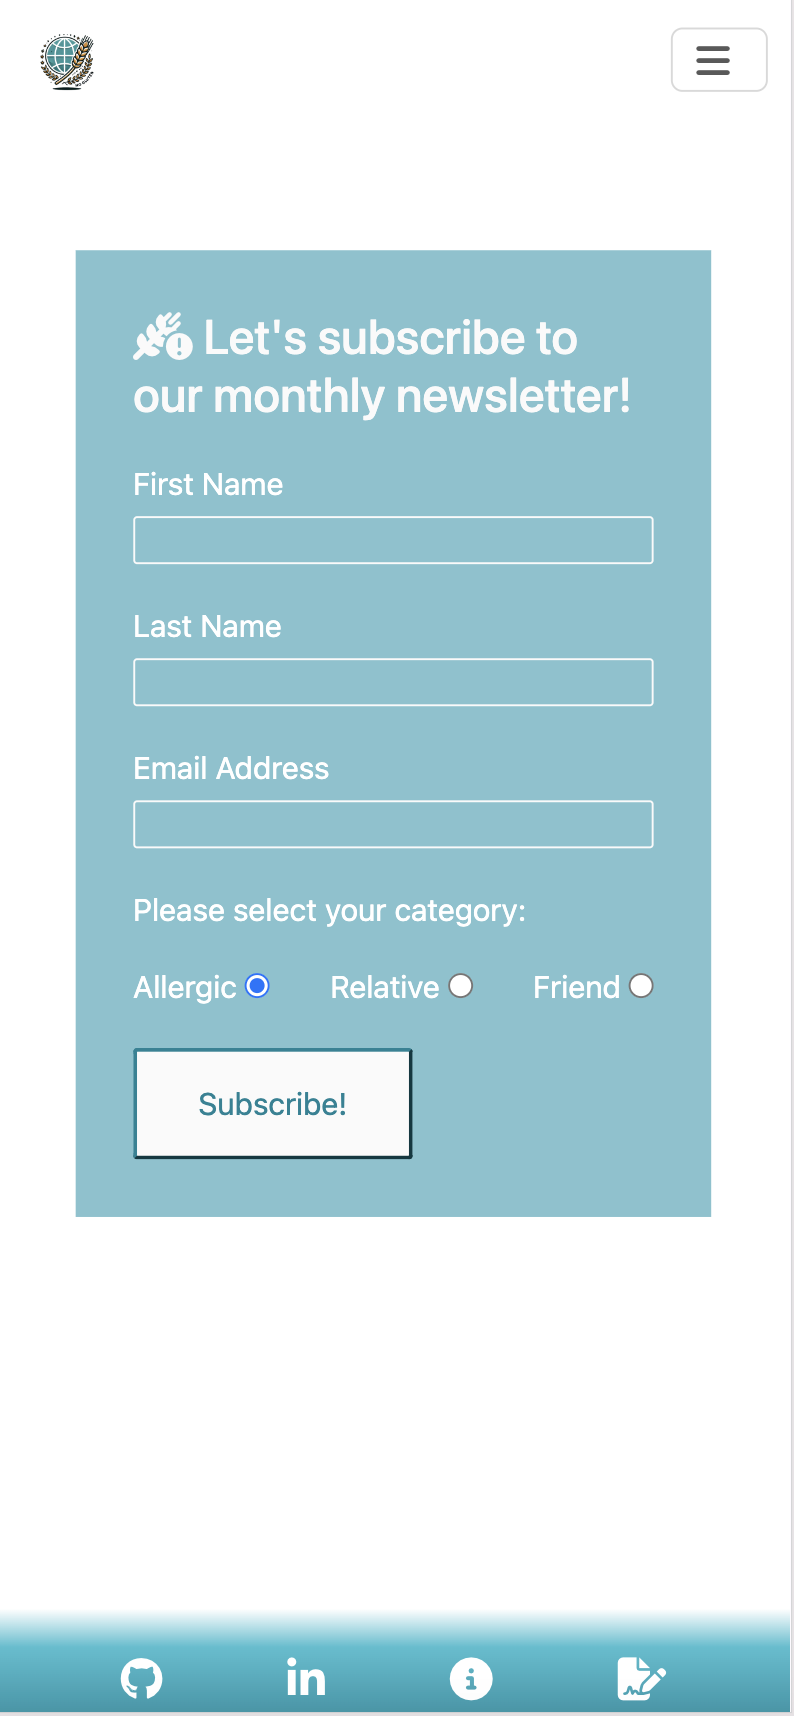 Let's subscribe to
our monthly newsletter!
First Name
Last Name
Email Address
Please select your category:
Allergic Relative Friend
Subscribe!
in